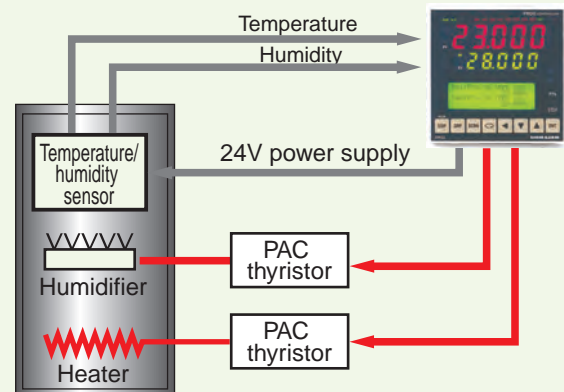 Temperature
Humidity
23.000
28.000
Temperature/
humidity
sensor
24V power supply
PAC
thyristor
Humidifier
PAC
thyristor
Heater